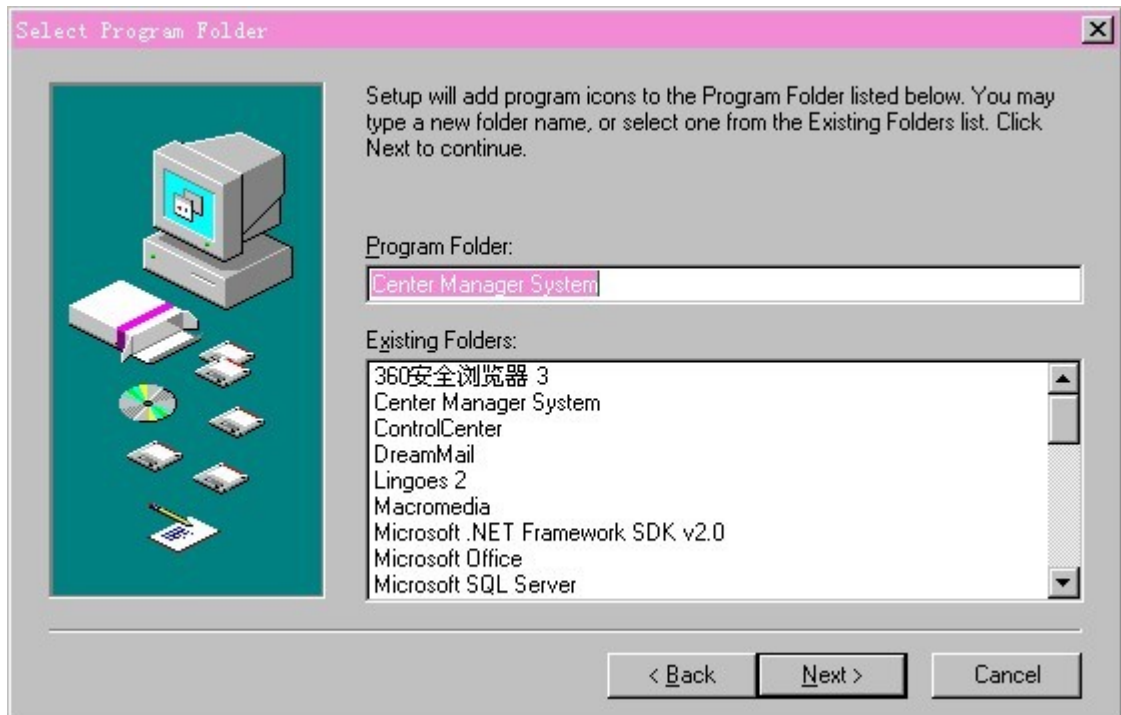 Select Program Folder
Setup will add program icons to the Program Folder listed below. You may
type a new folder name, or select one from the Existing Folders list. Click
Next to continue.
Program Folder:
Center Manager System
Existing Folders:
360安全浏览器 3
Center Manager System
ControlCenter
DreamMail
Lingoes 2
Macromedia
Microsoft .NET Framework SDK v2.0
Microsoft Office
Microsoft SQL Server
< Back
Next >
Cancel